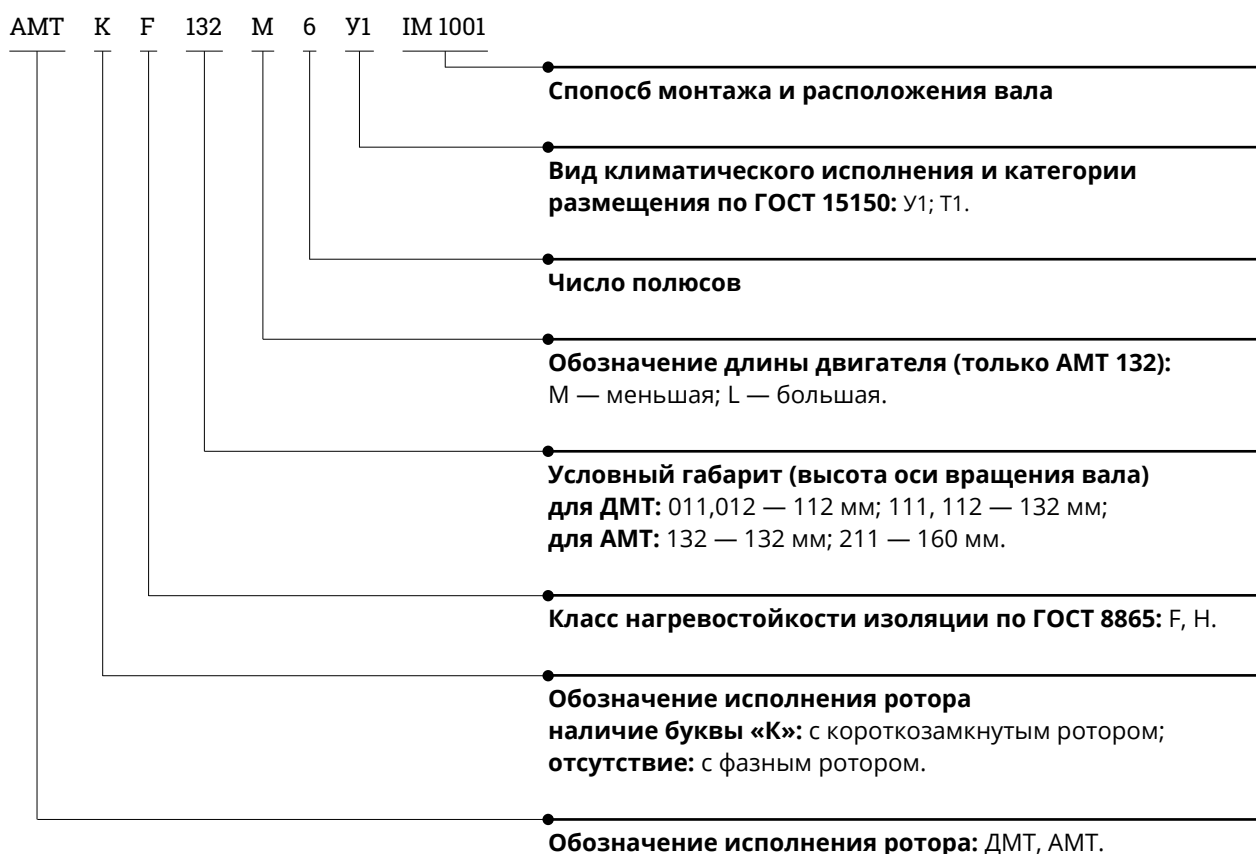 АМТ К F 132 М 6 У1 IM 1001
Спопосб монтажа и расположения вала
Вид климатического исполнения и категории
размещения по ГОСТ 15150: У1; Т1.
Число полюсов
Обозначение длины двигателя (только АМТ 132):
М — меньшая; L — большая.
Условный габарит (высота оси вращения вала)
для ДМТ: 011,012 — 112 мм; 111, 112 — 132 мм;
для АМТ: 132 — 132 мм; 211 — 160 мм.
Класс нагревостойкости изоляции по ГОСТ 8865: F, H.
Обозначение исполнения ротора
наличие буквы «К»: с короткозамкнутым ротором;
отсутствие: с фазным ротором.
Обозначение исполнения ротора: ДМТ, АМТ.